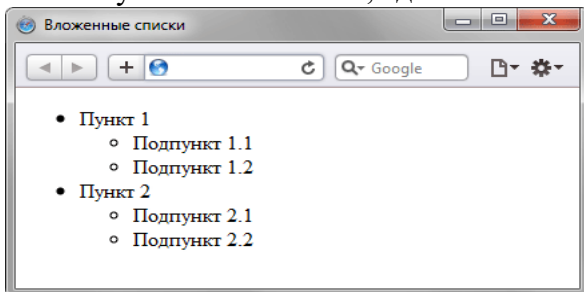 Вложенные списки
Google
Пункт 1
Подпункт 1.1
Подпункт 1.2
Пункт 2
Подпункт 2.1
Подпункт 2.2